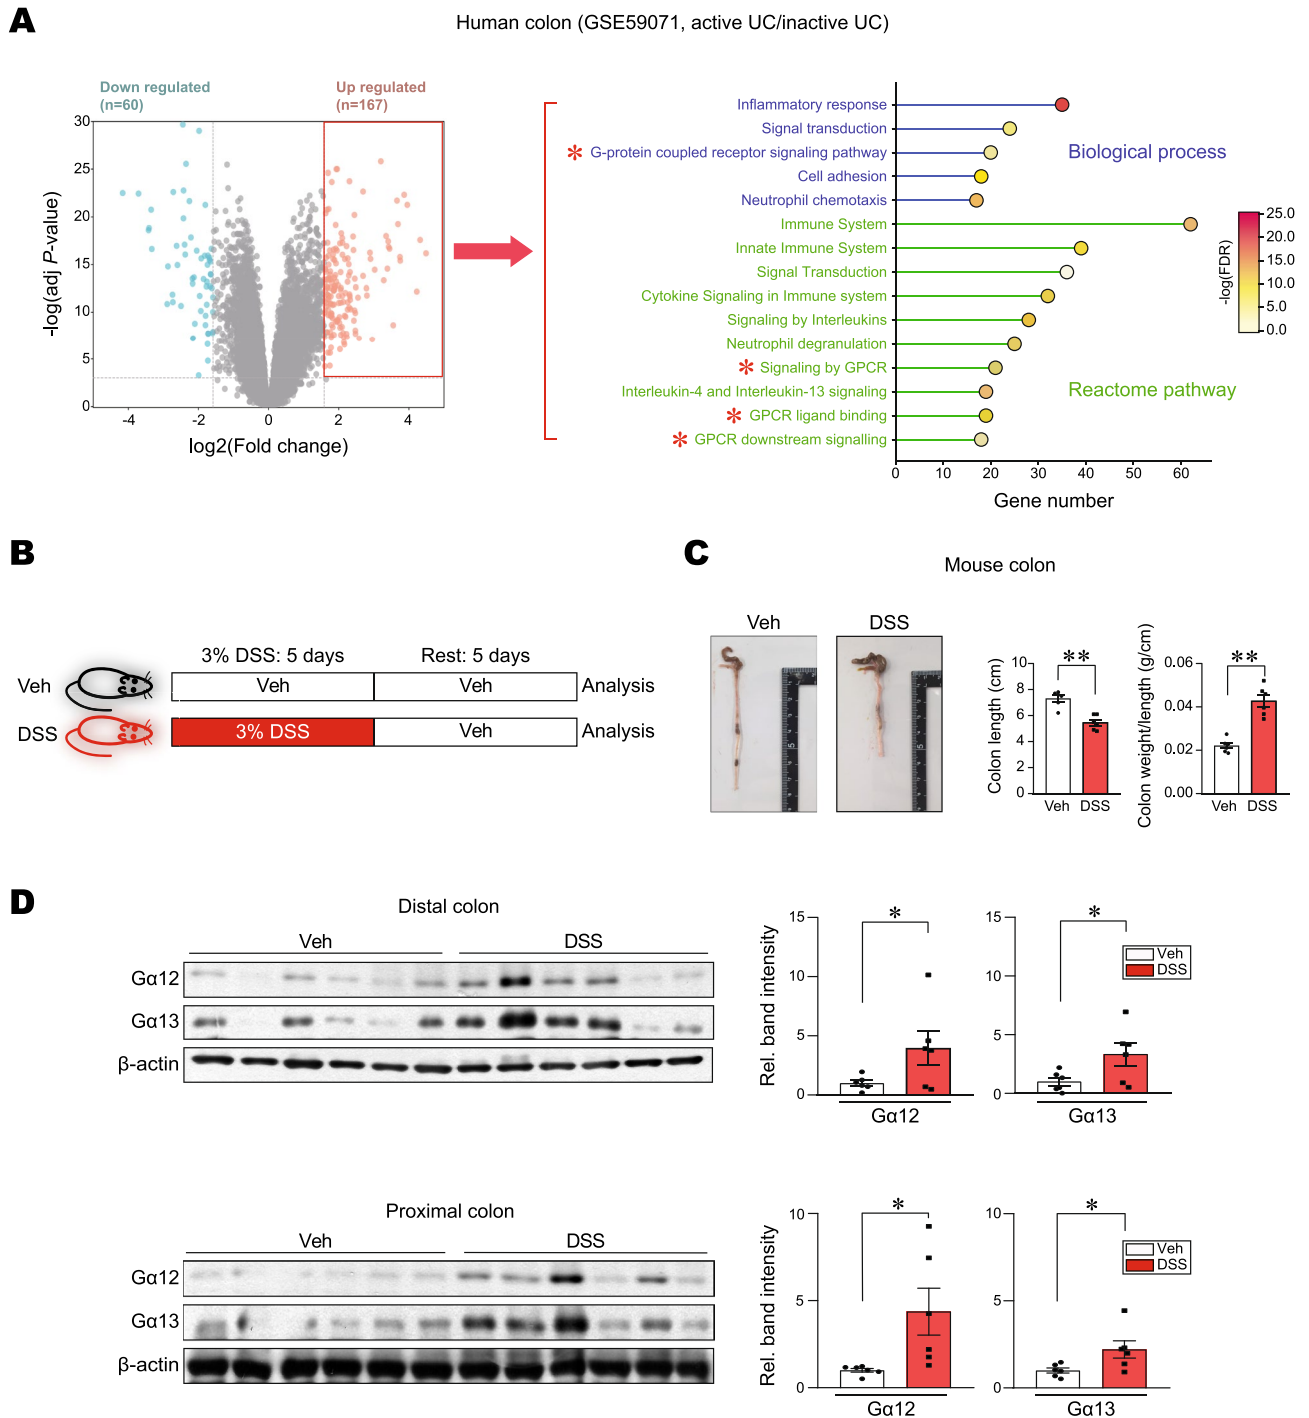 A
Human colon (GSE59071, active UC/inactive UC)
Down regulated
(n=60)
Up regulated
(n=167)
30
25
20
15
10
5
0
-log(adj P-value)
-4
-2
0
2
4
log2(Fold change)
Inflammatory response
Signal transduction
* G-protein coupled receptor signaling pathway
Cell adhesion
Neutrophil chemotaxis
Immune System
Innate Immune System
Signal Transduction
Cytokine Signaling in Immune system
Signaling by Interleukins
Neutrophil degranulation
* Signaling by GPCR
Interleukin-4 and Interleukin-13 signaling
* GPCR ligand binding
* GPCR downstream signalling
Biological process
Reactome pathway
0
10
20
30
40
50
60
Gene number
-log(FDR)
25.0
20.0
15.0
10.0
5.0
0.0
B
3% DSS: 5 days
Rest: 5 days
Veh
Veh
Veh
Analysis
DSS
3% DSS
Veh
Analysis
C
Mouse colon
Veh
DSS
Colon length (cm)
10
8
6
4
2
0
**
Veh
DSS
Colon weight/length (g/cm)
0.06
0.04
0.02
0.00
**
Veh
DSS
D
Distal colon
Veh
DSS
Gα12
Gα13
β-actin
Rel. band intensity
15
10
5
0
*
Gα12
15
10
5
0
*
Veh
DSS
Gα13
Proximal colon
Veh
DSS
Gα12
Gα13
β-actin
Rel. band intensity
10
5
0
*
Gα12
10
5
0
*
Veh
DSS
Gα13